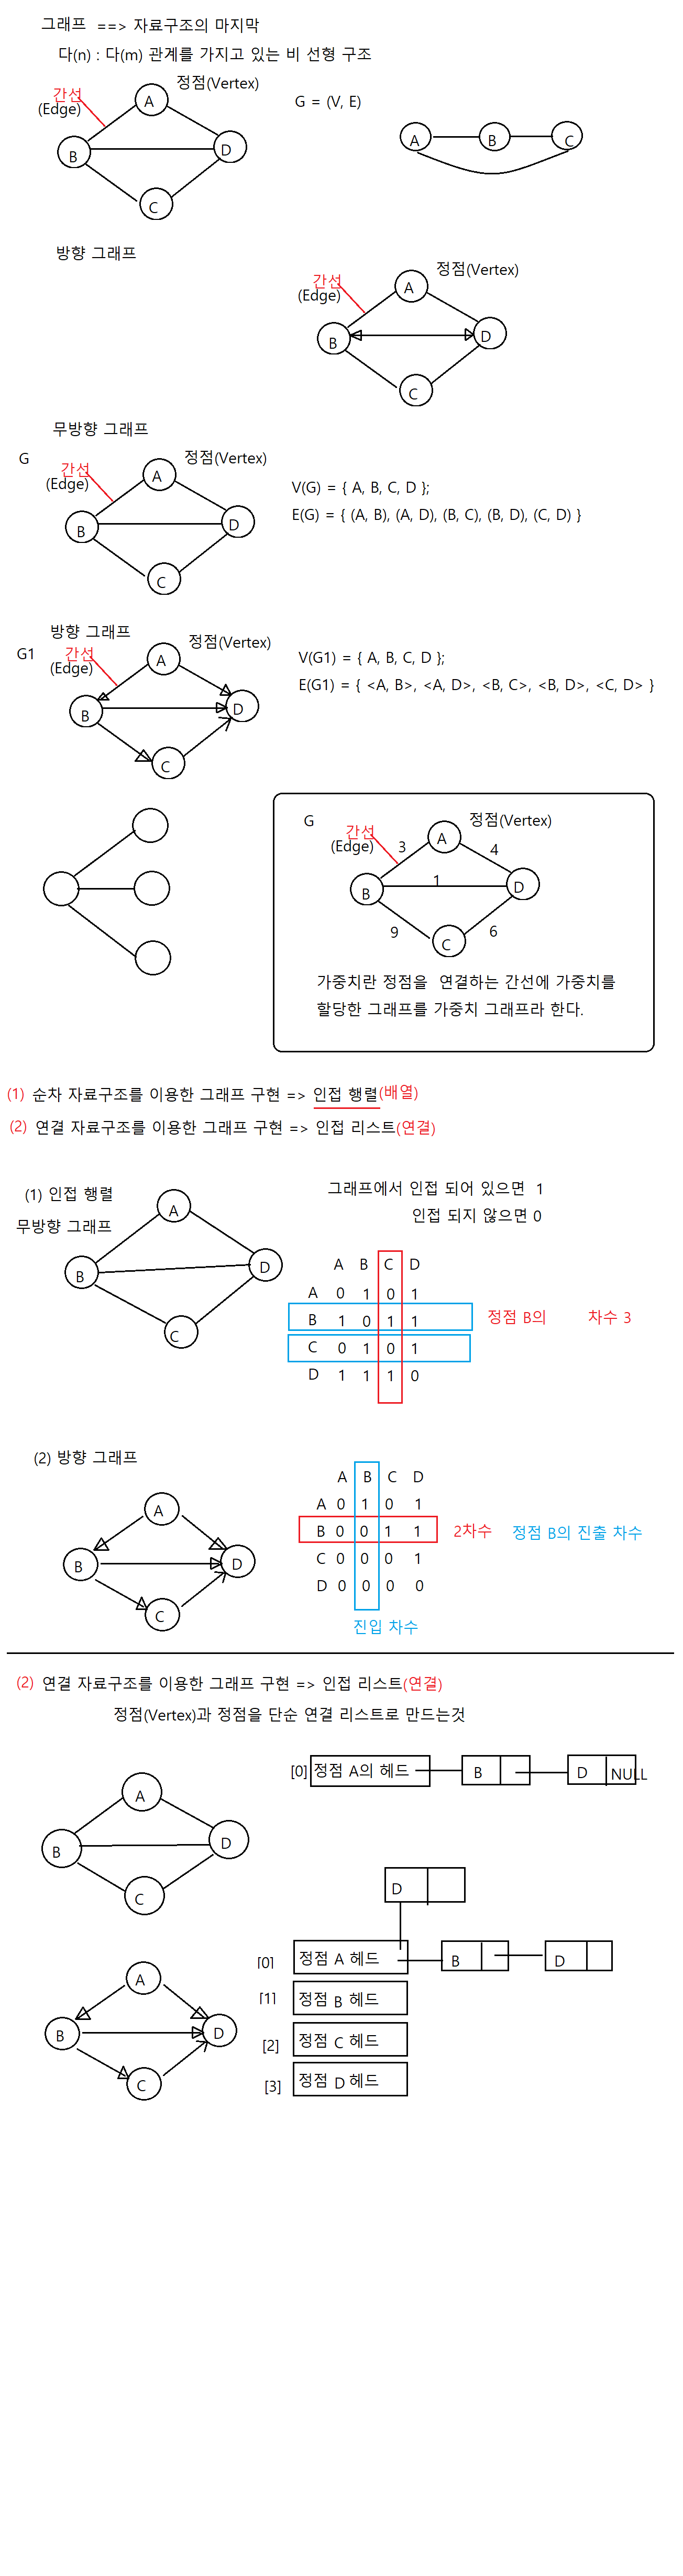 그래프 ==> 자료구조의 마지막
다(n) : 다(m) 관계를 가지고 있는 비 선형 구조
정점(Vertex)
간선
(Edge)
A
B
D
C
G = (V, E)
A B C
방향 그래프
정점(Vertex)
간선
(Edge)
A
B
D
C
무방향 그래프
G
정점(Vertex)
간선
(Edge)
A
B
D
C
V(G) = { A, B, C, D };
E(G) = { (A, B), (A, D), (B, C), (B, D), (C, D) }
방향 그래프
G1
정점(Vertex)
간선
(Edge)
A
B
D
C
V(G1) = { A, B, C, D };
E(G1) = { <A, B>, <A, D>, <B, C>, <B, D>, <C, D> }
G
정점(Vertex)
간선
(Edge)
3
A
4
1
B
D
9
C
6
가중치란 정점을 연결하는 간선에 가중치를
할당한 그래프를 가중치 그래프라 한다.
(1) 순차 자료구조를 이용한 그래프 구현 => 인접 행렬(배열)
(2) 연결 자료구조를 이용한 그래프 구현 => 인접 리스트(연결)
(1) 인접 행렬
무방향 그래프
A
B
D
C
그래프에서 인접 되어 있으면 1
인접 되지 않으면 0
A B C D
A 0 1 0 1
B 1 0 1 1 정점 B의 차수 3
C 0 1 0 1
D 1 1 1 0
(2) 방향 그래프
A
B
D
C
A B C D
A 0 1 0 1
B 0 0 1 1 2차수 정점 B의 진출 차수
C 0 0 0 1
D 0 0 0 0
진입 차수
(2) 연결 자료구조를 이용한 그래프 구현 => 인접 리스트(연결)
정점(Vertex)과 정점을 단순 연결 리스트로 만드는것
[0] 정점 A의 헤드 B D NULL
A
B
D
C
D
[0] 정점 A 헤드 B D
[1] 정점 B 헤드
[2] 정점 C 헤드
[3] 정점 D 헤드
A
B
D
C